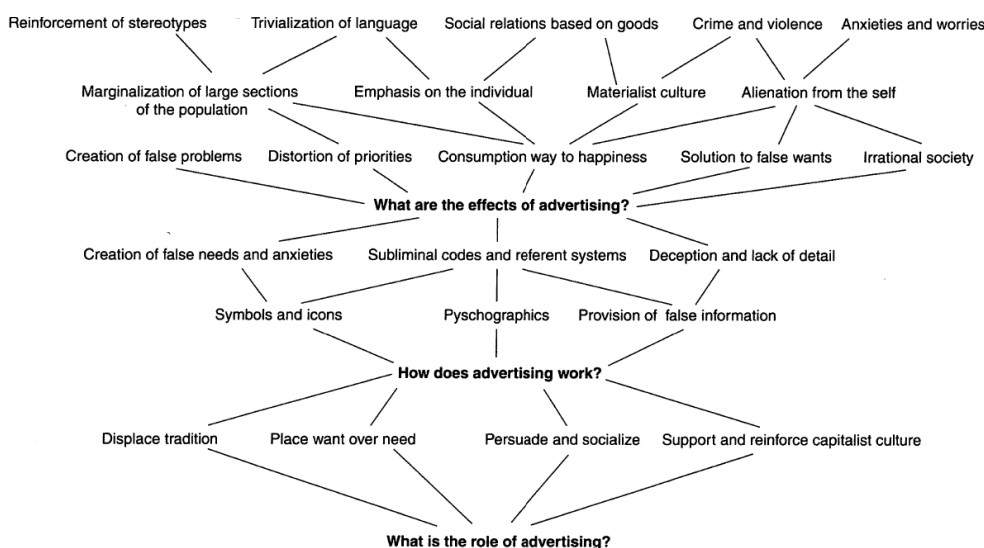 Reinforcement of stereotypes
Trivialization of language
Social relations based on goods
Crime and violence
Anxieties and worries
Marginalization of large sections
of the population
Emphasis on the individual
Materialist culture
Alienation from the self
Creation of false problems
Distortion of priorities
Consumption way to happiness
Solution to false wants
Irrational society
What are the effects of advertising?
Creation of false needs and anxieties
Subliminal codes and referent systems
Deception and lack of detail
Symbols and icons
Pyschographics
Provision of false information
How does advertising work?
Displace tradition
Place want over need
Persuade and socialize
Support and reinforce capitalist culture
What is the role of advertising?